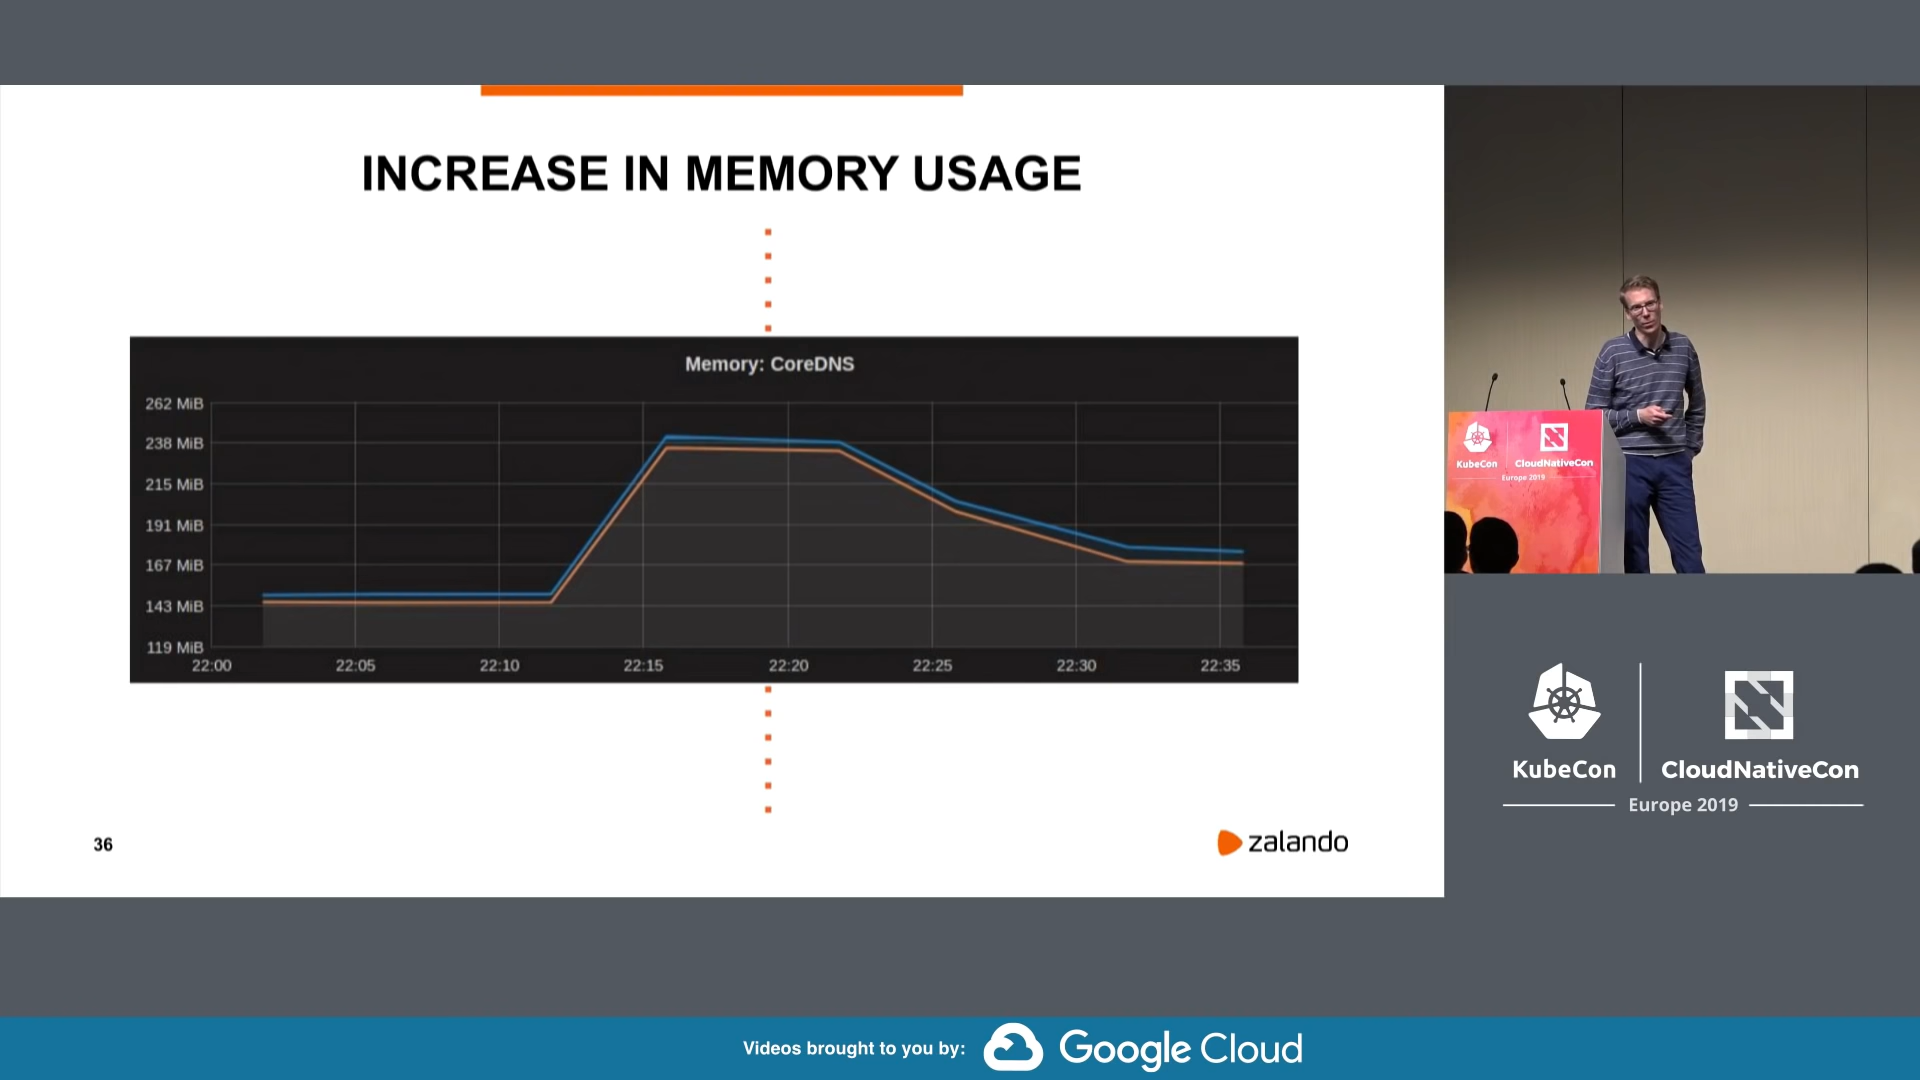 INCREASE IN MEMORY USAGE
Memory: CoreDNS
262 MiB
238 MiB
215 MiB
191 MiB
167 MiB
143 MiB
119 MiB
22:00 22:05 22:10 22:15 22:20 22:25 22:30 22:35
36
zalando
KubeCon CloudNativeCon
Europe 2019
KubeCon CloudNativeCon
Europe 2019
Videos brought to you by: Google Cloud